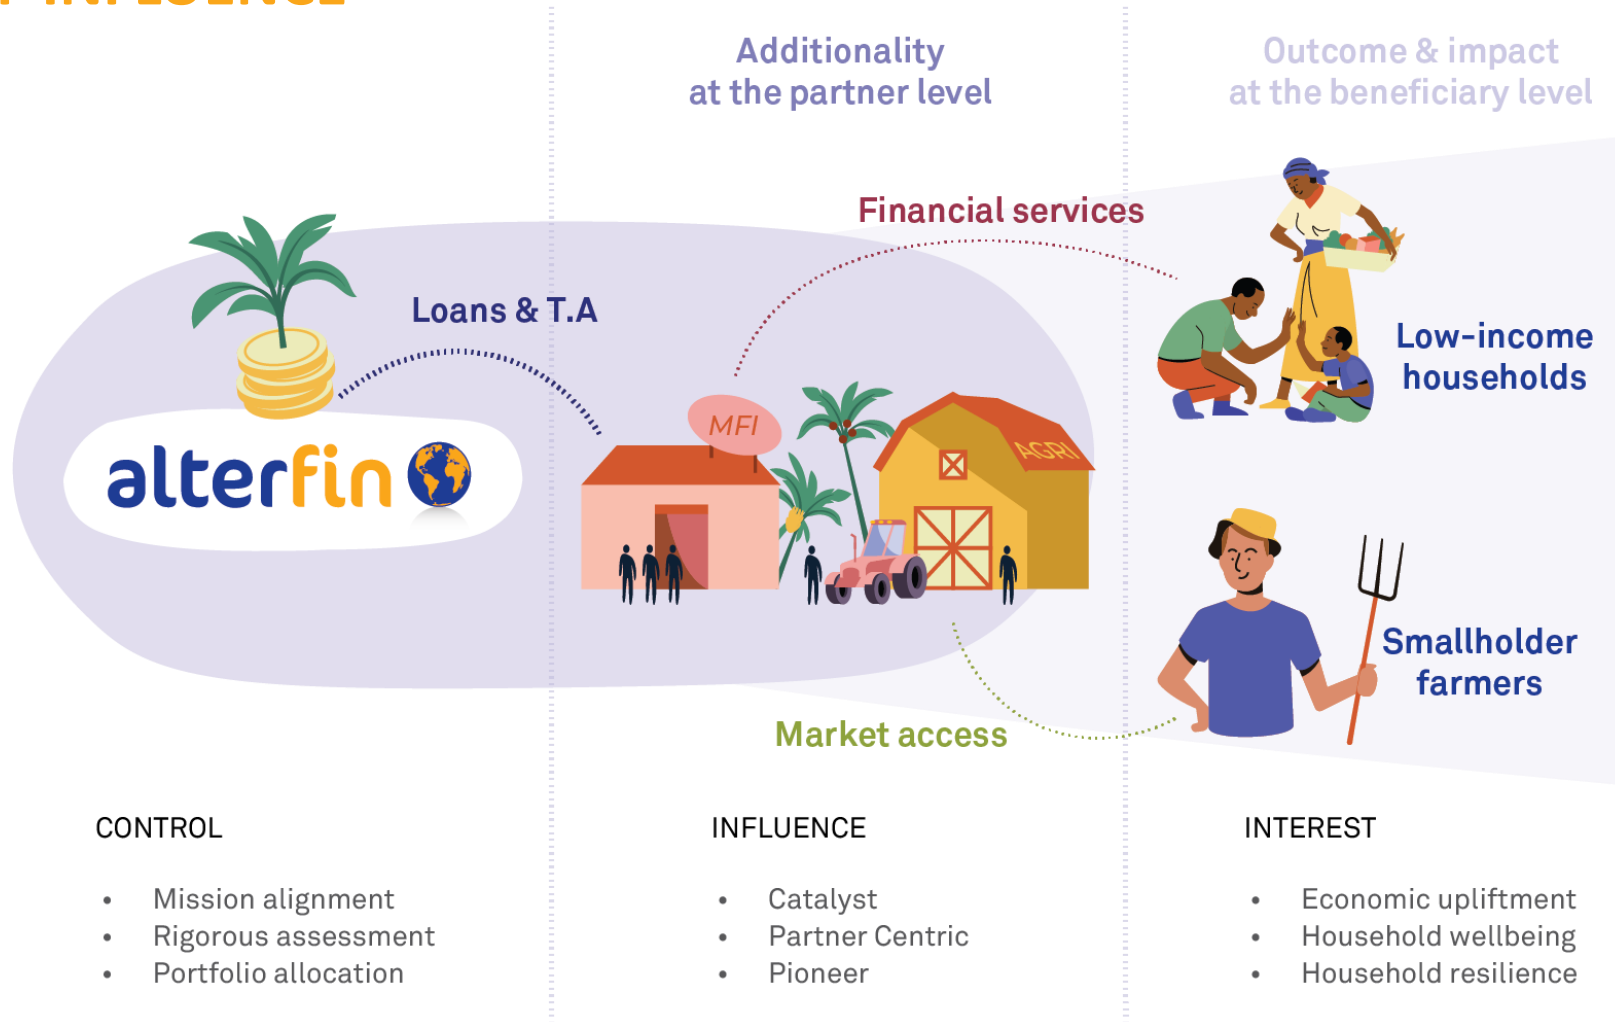 Additionality
at the partner level
Outcome & impact
at the beneficiary level
Financial services
Loans & T.A
Low-income
households
MFI
AGRI
alterfin
Smallholder
farmers
Market access
CONTROL
• Mission alignment
• Rigorous assessment
• Portfolio allocation
INFLUENCE
• Catalyst
• Partner Centric
• Pioneer
INTEREST
• Economic upliftment
• Household wellbeing
• Household resilience